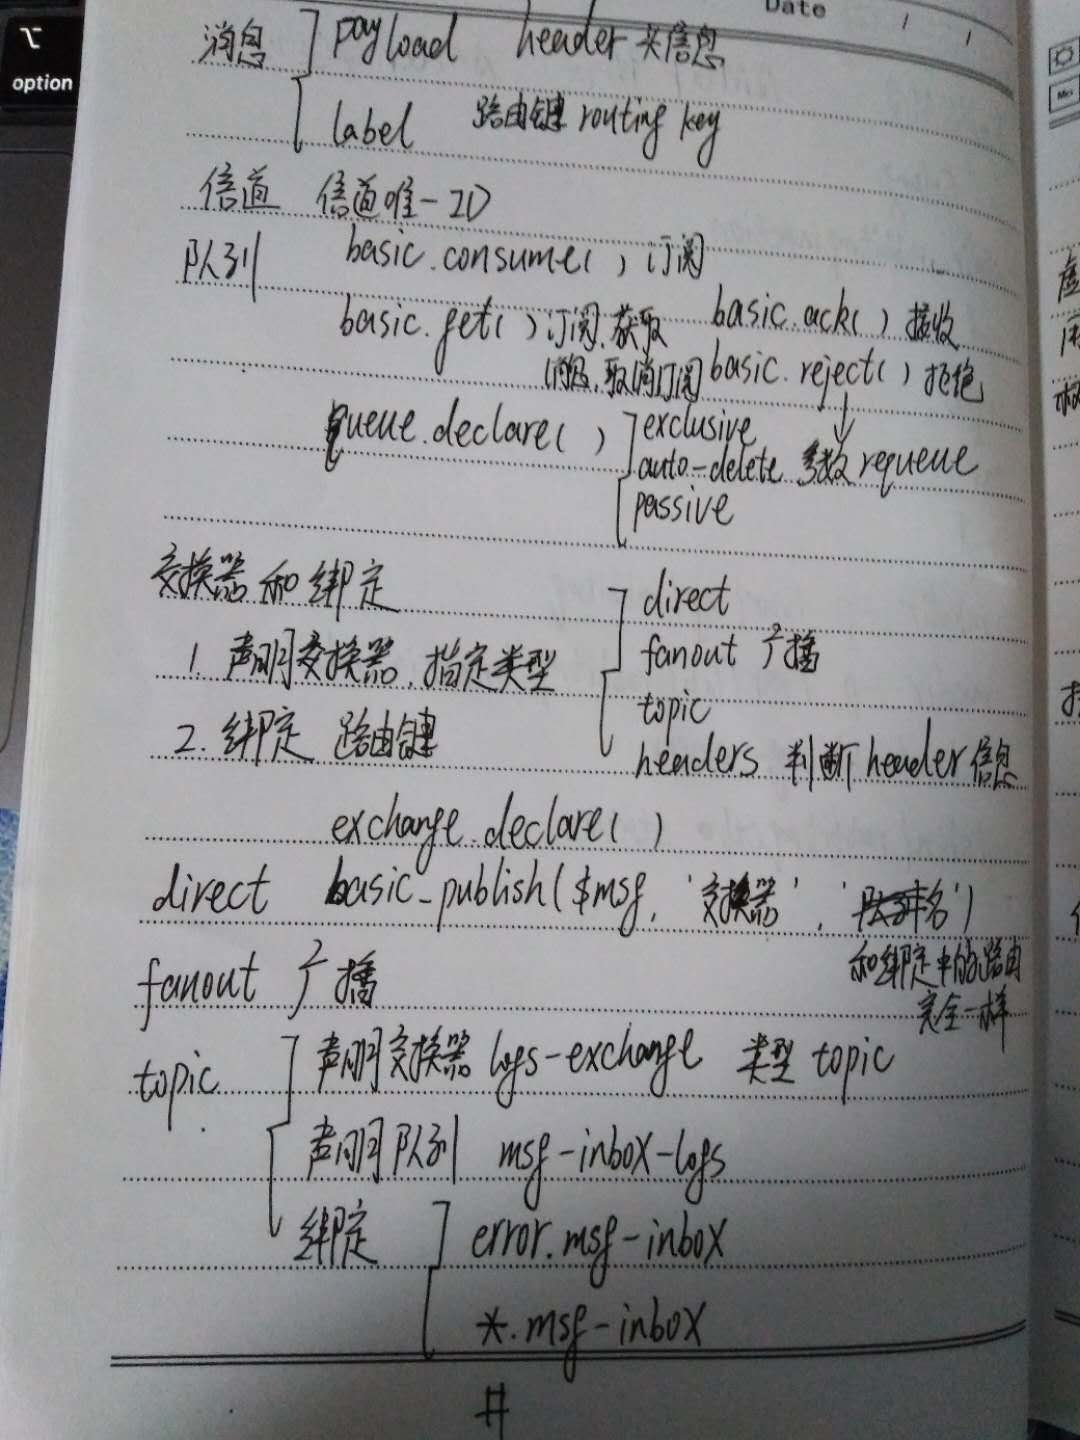 option
Date
消息 payload header 头信息
label 路由键 routing key
信道 信道唯一ID
队列 basic.consume() 订阅
basic.get() 订阅,获取 basic.ack() 接收
消息,取消订阅 basic.reject() 拒绝
queue.declare() exclusive
auto-delete 参数 requeue
passive
交换器和绑定 direct
1. 声明交换器,指定类型 fanout 广播
topic
2. 绑定 路由键 headers 判断header信息
exchange.declare()
direct basic_publish($msg, '交换器', '队列名')
fanout 广播 和绑定中的路由
完全一样
topic 声明交换器 logs-exchange 类型 topic
声明队列 msg-inbox-logs
绑定 error.msg-inbox
*.msg-inbox
#